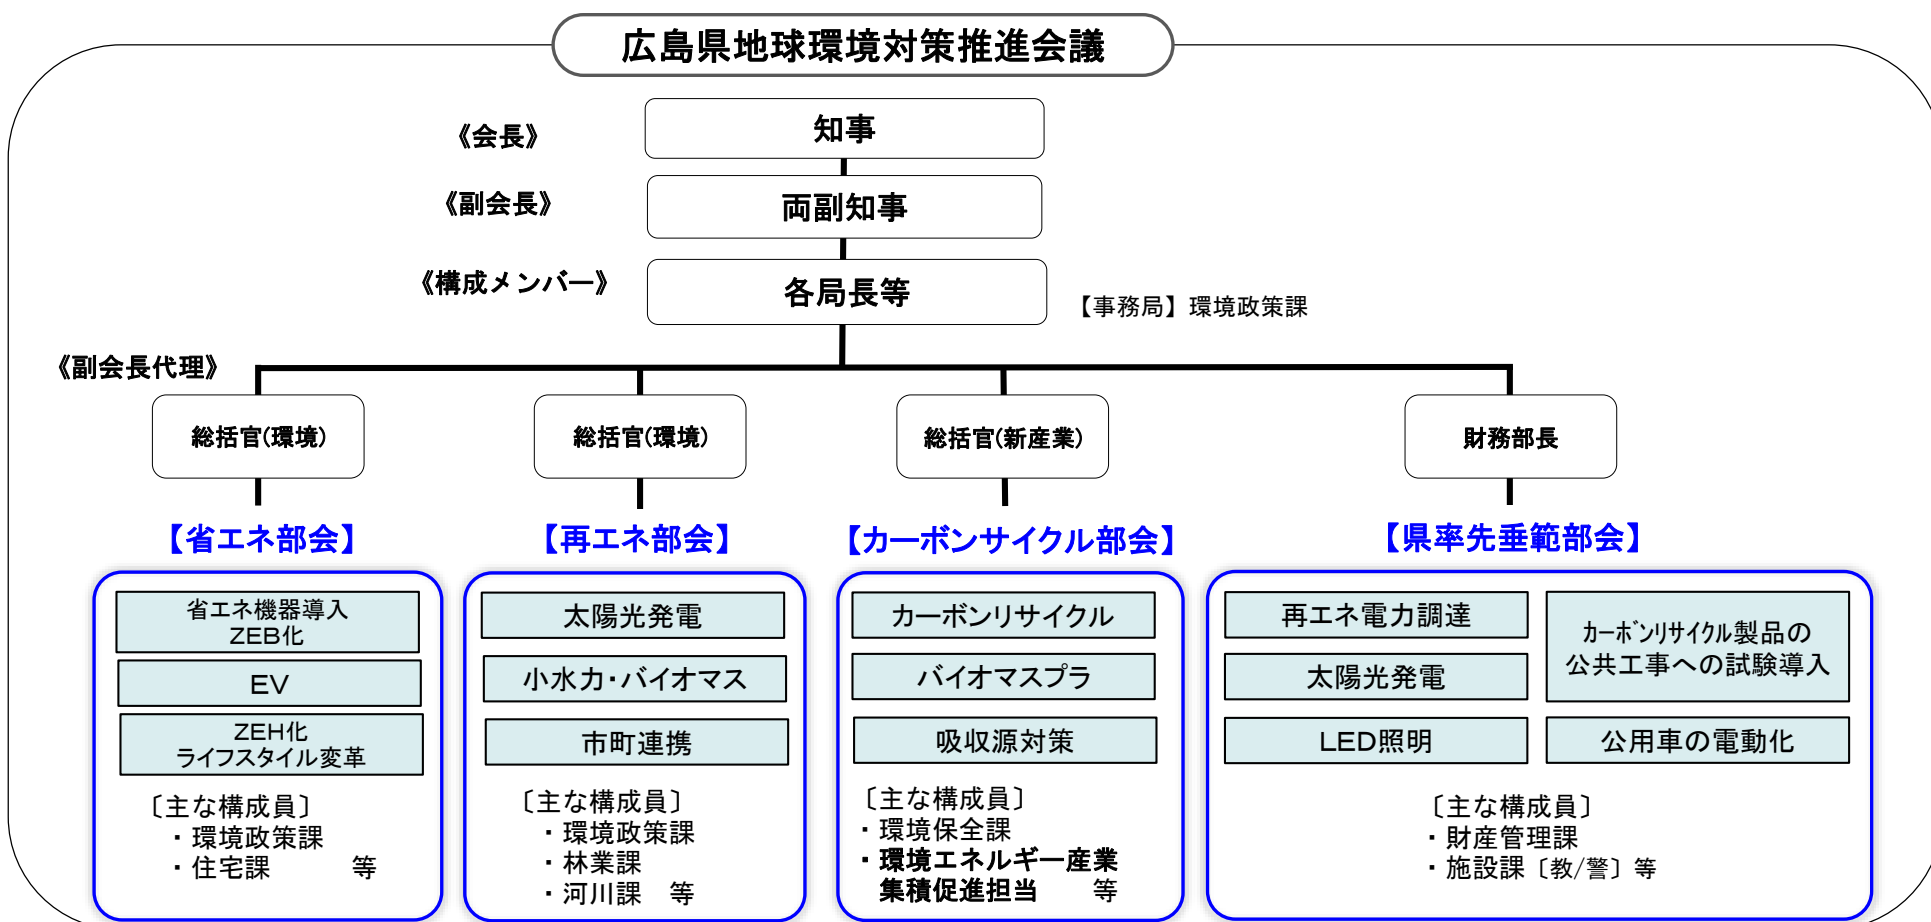 広島県地球環境対策推進会議
《会長》
知事
《副会長》
両副知事
《構成メンバー》
各局長等
【事務局】環境政策課
《副会長代理》
総括官(環境)
総括官(環境)
総括官(新産業)
財務部長
【省エネ部会】
省エネ機器導入
ZEB化
EV
ZEH化
ライフスタイル変革
〔主な構成員〕
・環境政策課
・住宅課 等
【再エネ部会】
太陽光発電
小水力・バイオマス
市町連携
〔主な構成員〕
・環境政策課
・林業課
・河川課 等
【カーボンサイクル部会】
カーボンリサイクル
バイオマスプラ
吸収源対策
〔主な構成員〕
・環境保全課
・環境エネルギー産業
集積促進担当 等
【県率先垂範部会】
再エネ電力調達
太陽光発電
LED照明
カーボンリサイクル製品の
公共工事への試験導入
公用車の電動化
〔主な構成員〕
・財産管理課
・施設課〔教/警〕等